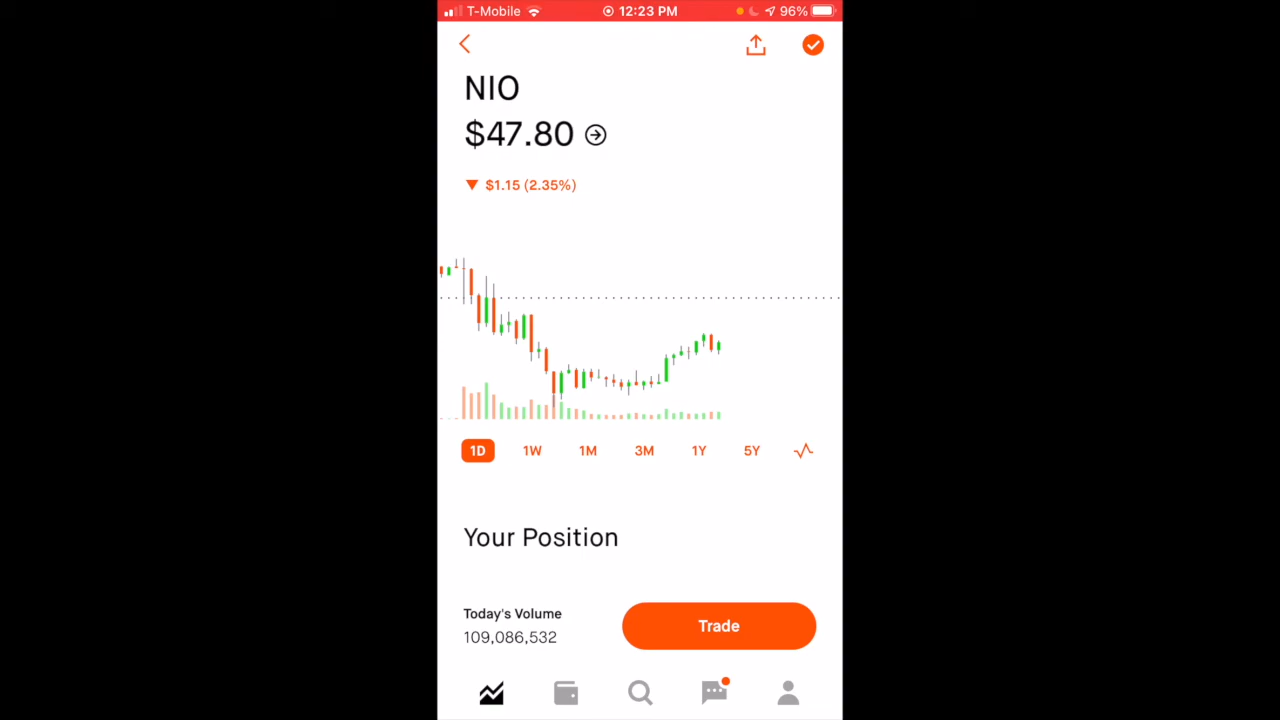 T-Mobile 12:23 PM 96%
NIO
$47.80
$1.15 (2.35%)
1D 1W 1M 3M 1Y 5Y
Your Position
Today's Volume
109,086,532
Trade